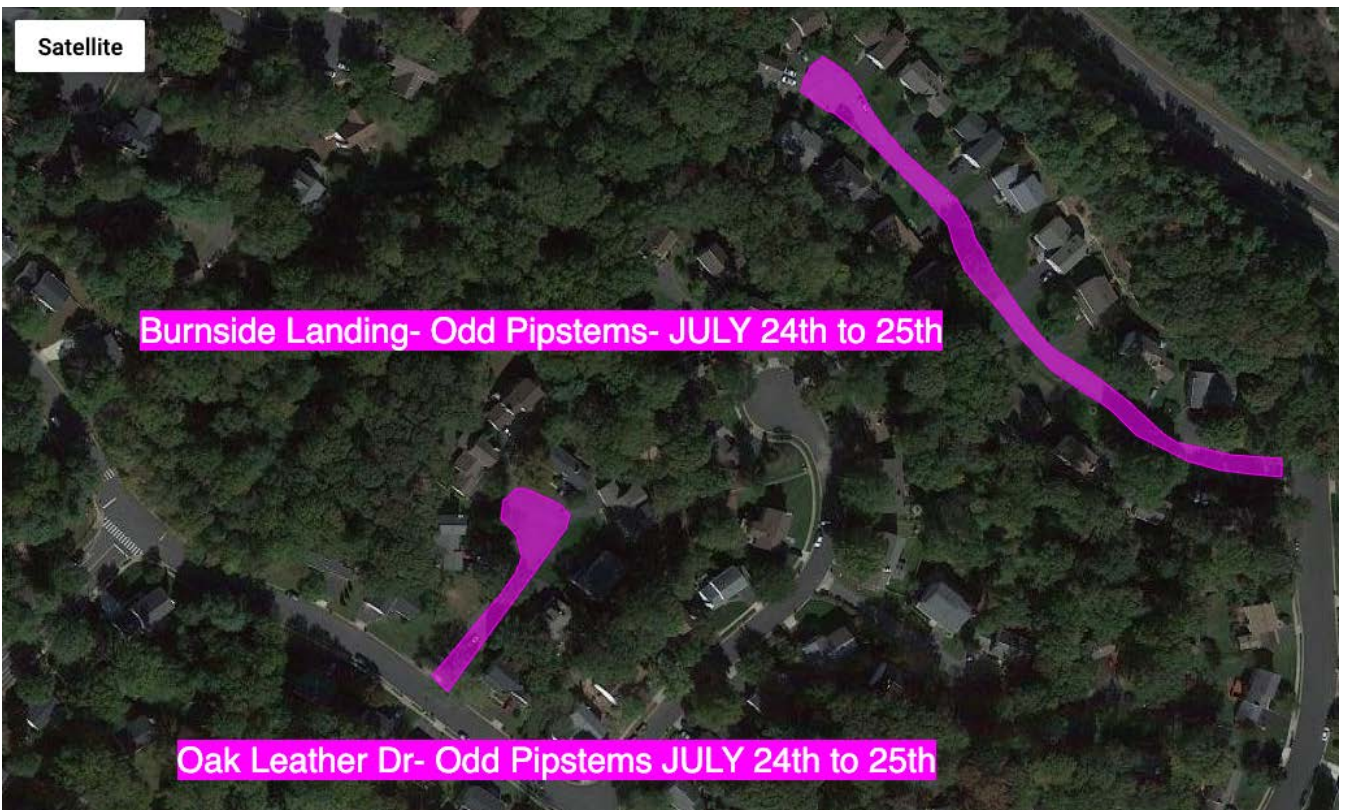 Satellite
Burnside Landing- Odd Pipstems- JULY 24th to 25th
Oak Leather Dr- Odd Pipstems JULY 24th to 25th